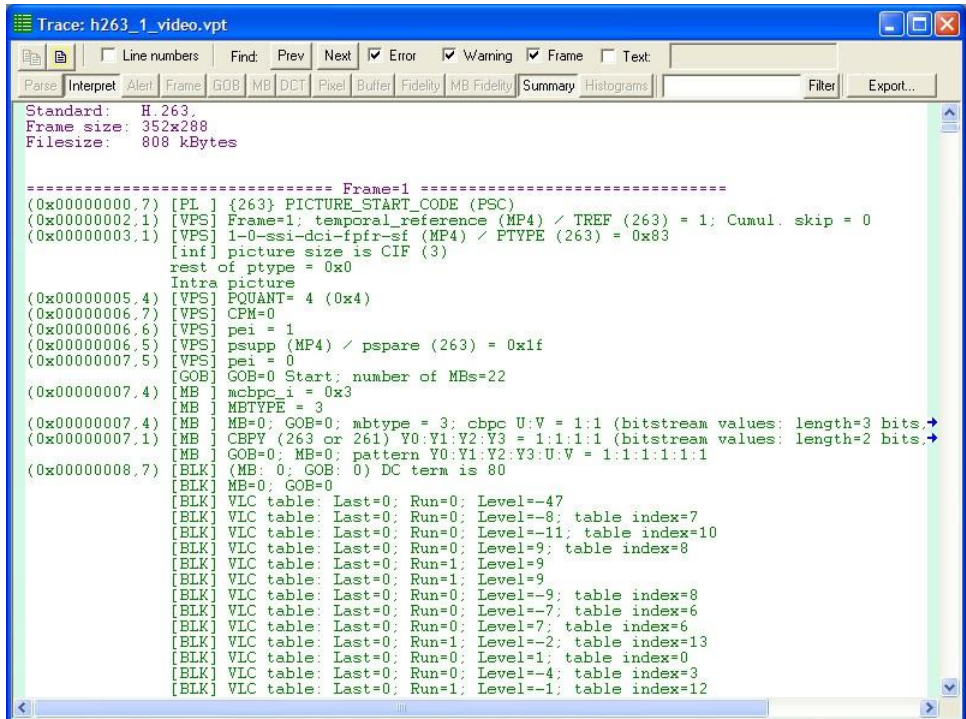 Trace: h263_1_video.vpt
Line numbers Find: Prev Next Error Warning Frame Text:
Parse Interpret Alert Frame GOB MB DCT Pixel Buffer Fidelity MB Fidelity Summary Histograms Filter Export...
Standard: H.263,
Frame size: 352x288
Filesize: 808 kBytes
================================ Frame=1 ================================
(0x00000000,7) [PL ] {263} PICTURE_START_CODE (PSC)
(0x00000002,1) [VPS] Frame=1; temporal_reference (MP4) / TREF (263) = 1; Cumul. skip = 0
(0x00000003,1) [VPS] 1-0-ssi-dci-fpfr-sf (MP4) / PTYPE (263) = 0x83
[inf] picture size is CIF (3)
rest of ptype = 0x0
Intra picture
(0x00000005,4) [VPS] PQUANT= 4 (0x4)
(0x00000006,7) [VPS] CPM=0
(0x00000006,6) [VPS] pei = 1
(0x00000006,5) [VPS] psupp (MP4) / pspare (263) = 0x1f
(0x00000007,5) [VPS] pei = 0
[GOB] GOB=0 Start; number of MBs=22
(0x00000007,4) [MB ] mcbpc_i = 0x3
[MB ] MBTYPE = 3
(0x00000007,4) [MB ] MB=0; GOB=0; mbtype = 3; cbpc U:V = 1:1 (bitstream values: length=3 bits,
(0x00000007,1) [MB ] CBPY (263 or 261) Y0:Y1:Y2:Y3 = 1:1:1:1 (bitstream values: length=2 bits,
[MB ] GOB=0; MB=0; pattern Y0:Y1:Y2:Y3:U:V = 1:1:1:1:1:1
(0x00000008,7) [BLK] (MB: 0; GOB: 0) DC term is 80
[BLK] MB=0; GOB=0
[BLK] VLC table: Last=0; Run=0; Level=-47
[BLK] VLC table: Last=0; Run=0; Level=-8; table index=7
[BLK] VLC table: Last=0; Run=0; Level=-11; table index=10
[BLK] VLC table: Last=0; Run=0; Level=9; table index=8
[BLK] VLC table: Last=0; Run=1; Level=9
[BLK] VLC table: Last=0; Run=1; Level=9
[BLK] VLC table: Last=0; Run=0; Level=-9; table index=8
[BLK] VLC table: Last=0; Run=0; Level=-7; table index=6
[BLK] VLC table: Last=0; Run=0; Level=7; table index=6
[BLK] VLC table: Last=0; Run=1; Level=-2; table index=13
[BLK] VLC table: Last=0; Run=0; Level=1; table index=0
[BLK] VLC table: Last=0; Run=0; Level=-4; table index=3
[BLK] VLC table: Last=0; Run=1; Level=-1; table index=12